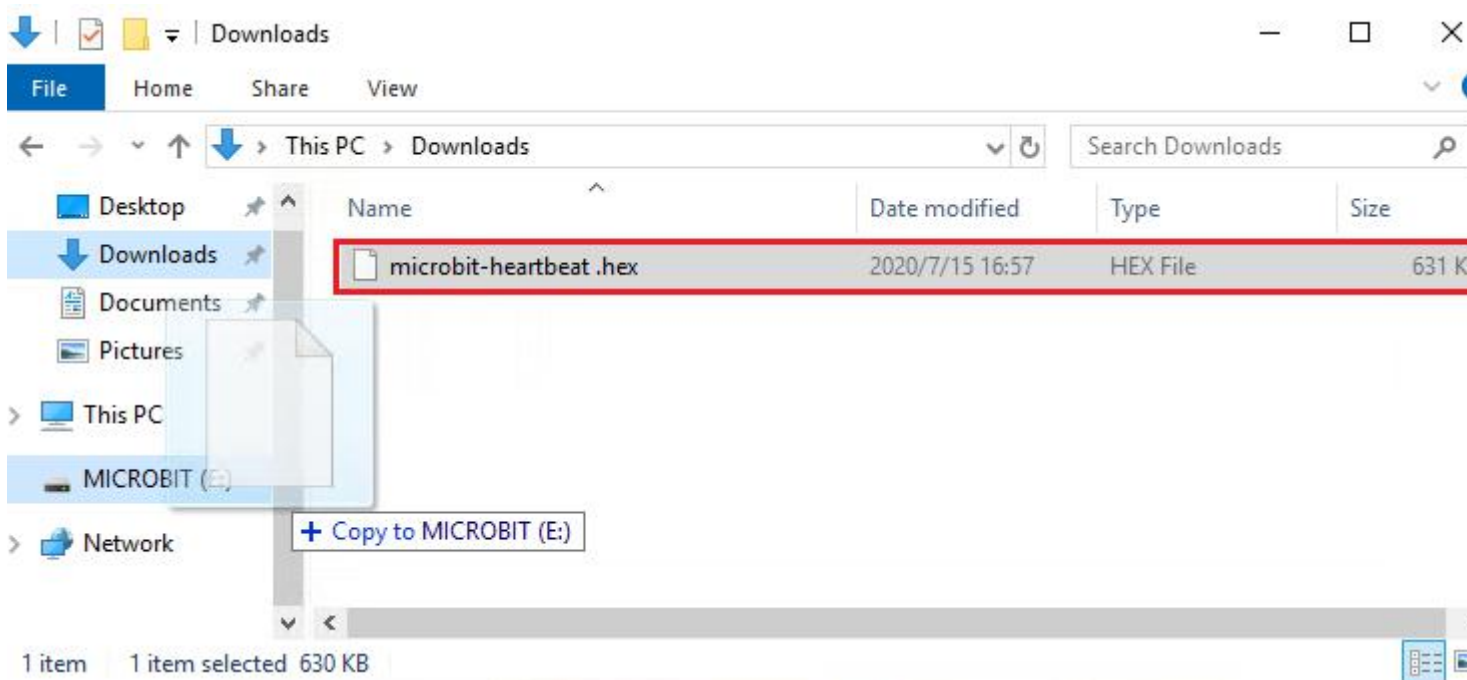 Downloads
File Home Share View
This PC > Downloads
Search Downloads
Desktop
Downloads
Documents
Pictures
This PC
MICROBIT (E:)
Network
Name Date modified Type Size
microbit-heartbeat .hex 2020/7/15 16:57 HEX File 631 K
+ Copy to MICROBIT (E:)
1 item 1 item selected 630 KB